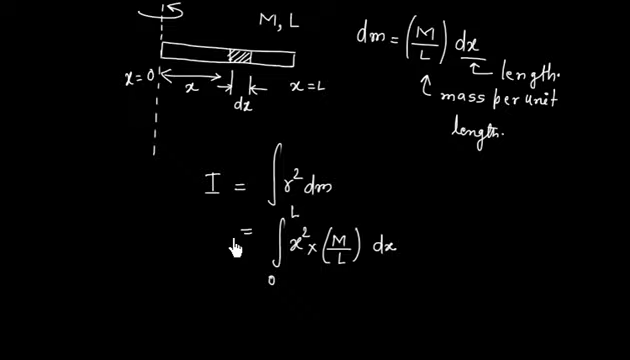 M, L
dm = (M/L) dx
length.
mass per unit
length.
x=0
x
dx
x=L
I = ∫ r² dm
= ∫₀ᴸ x² × (M/L) dx